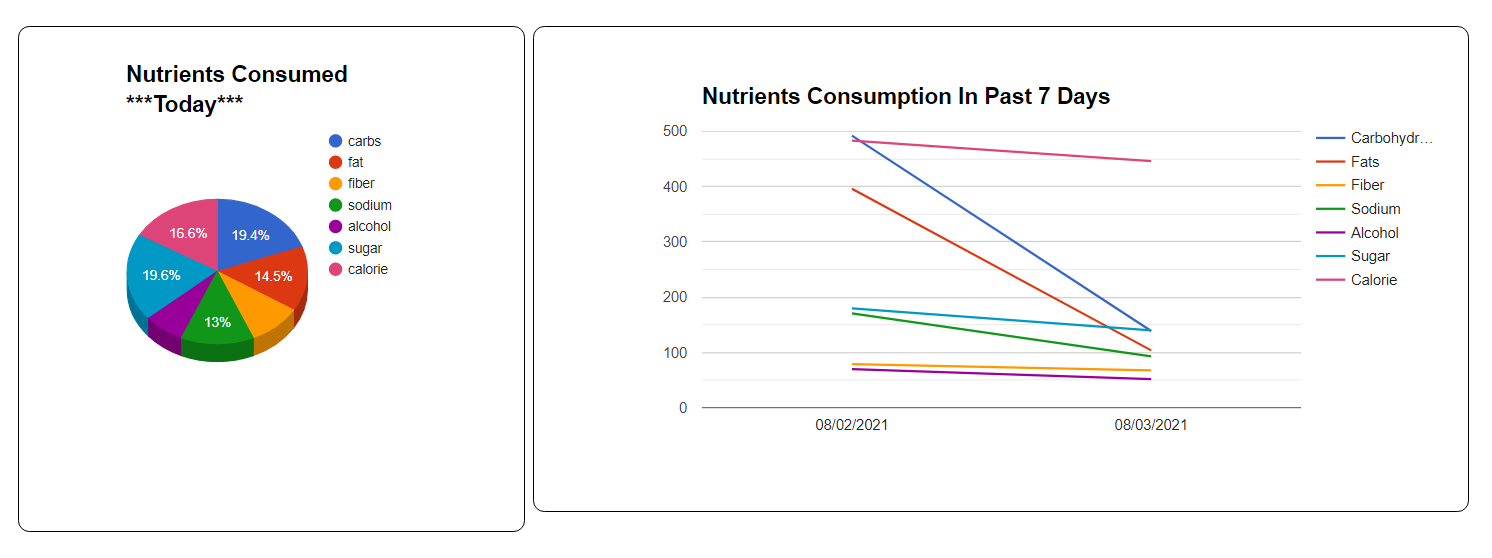 Nutrients Consumed
***Today***
carbs
fat
fiber
sodium
alcohol
sugar
calorie
16.6%
19.4%
19.6%
14.5%
13%
Nutrients Consumption In Past 7 Days
500
400
300
200
100
0
08/02/2021
08/03/2021
Carbohydr...
Fats
Fiber
Sodium
Alcohol
Sugar
Calorie